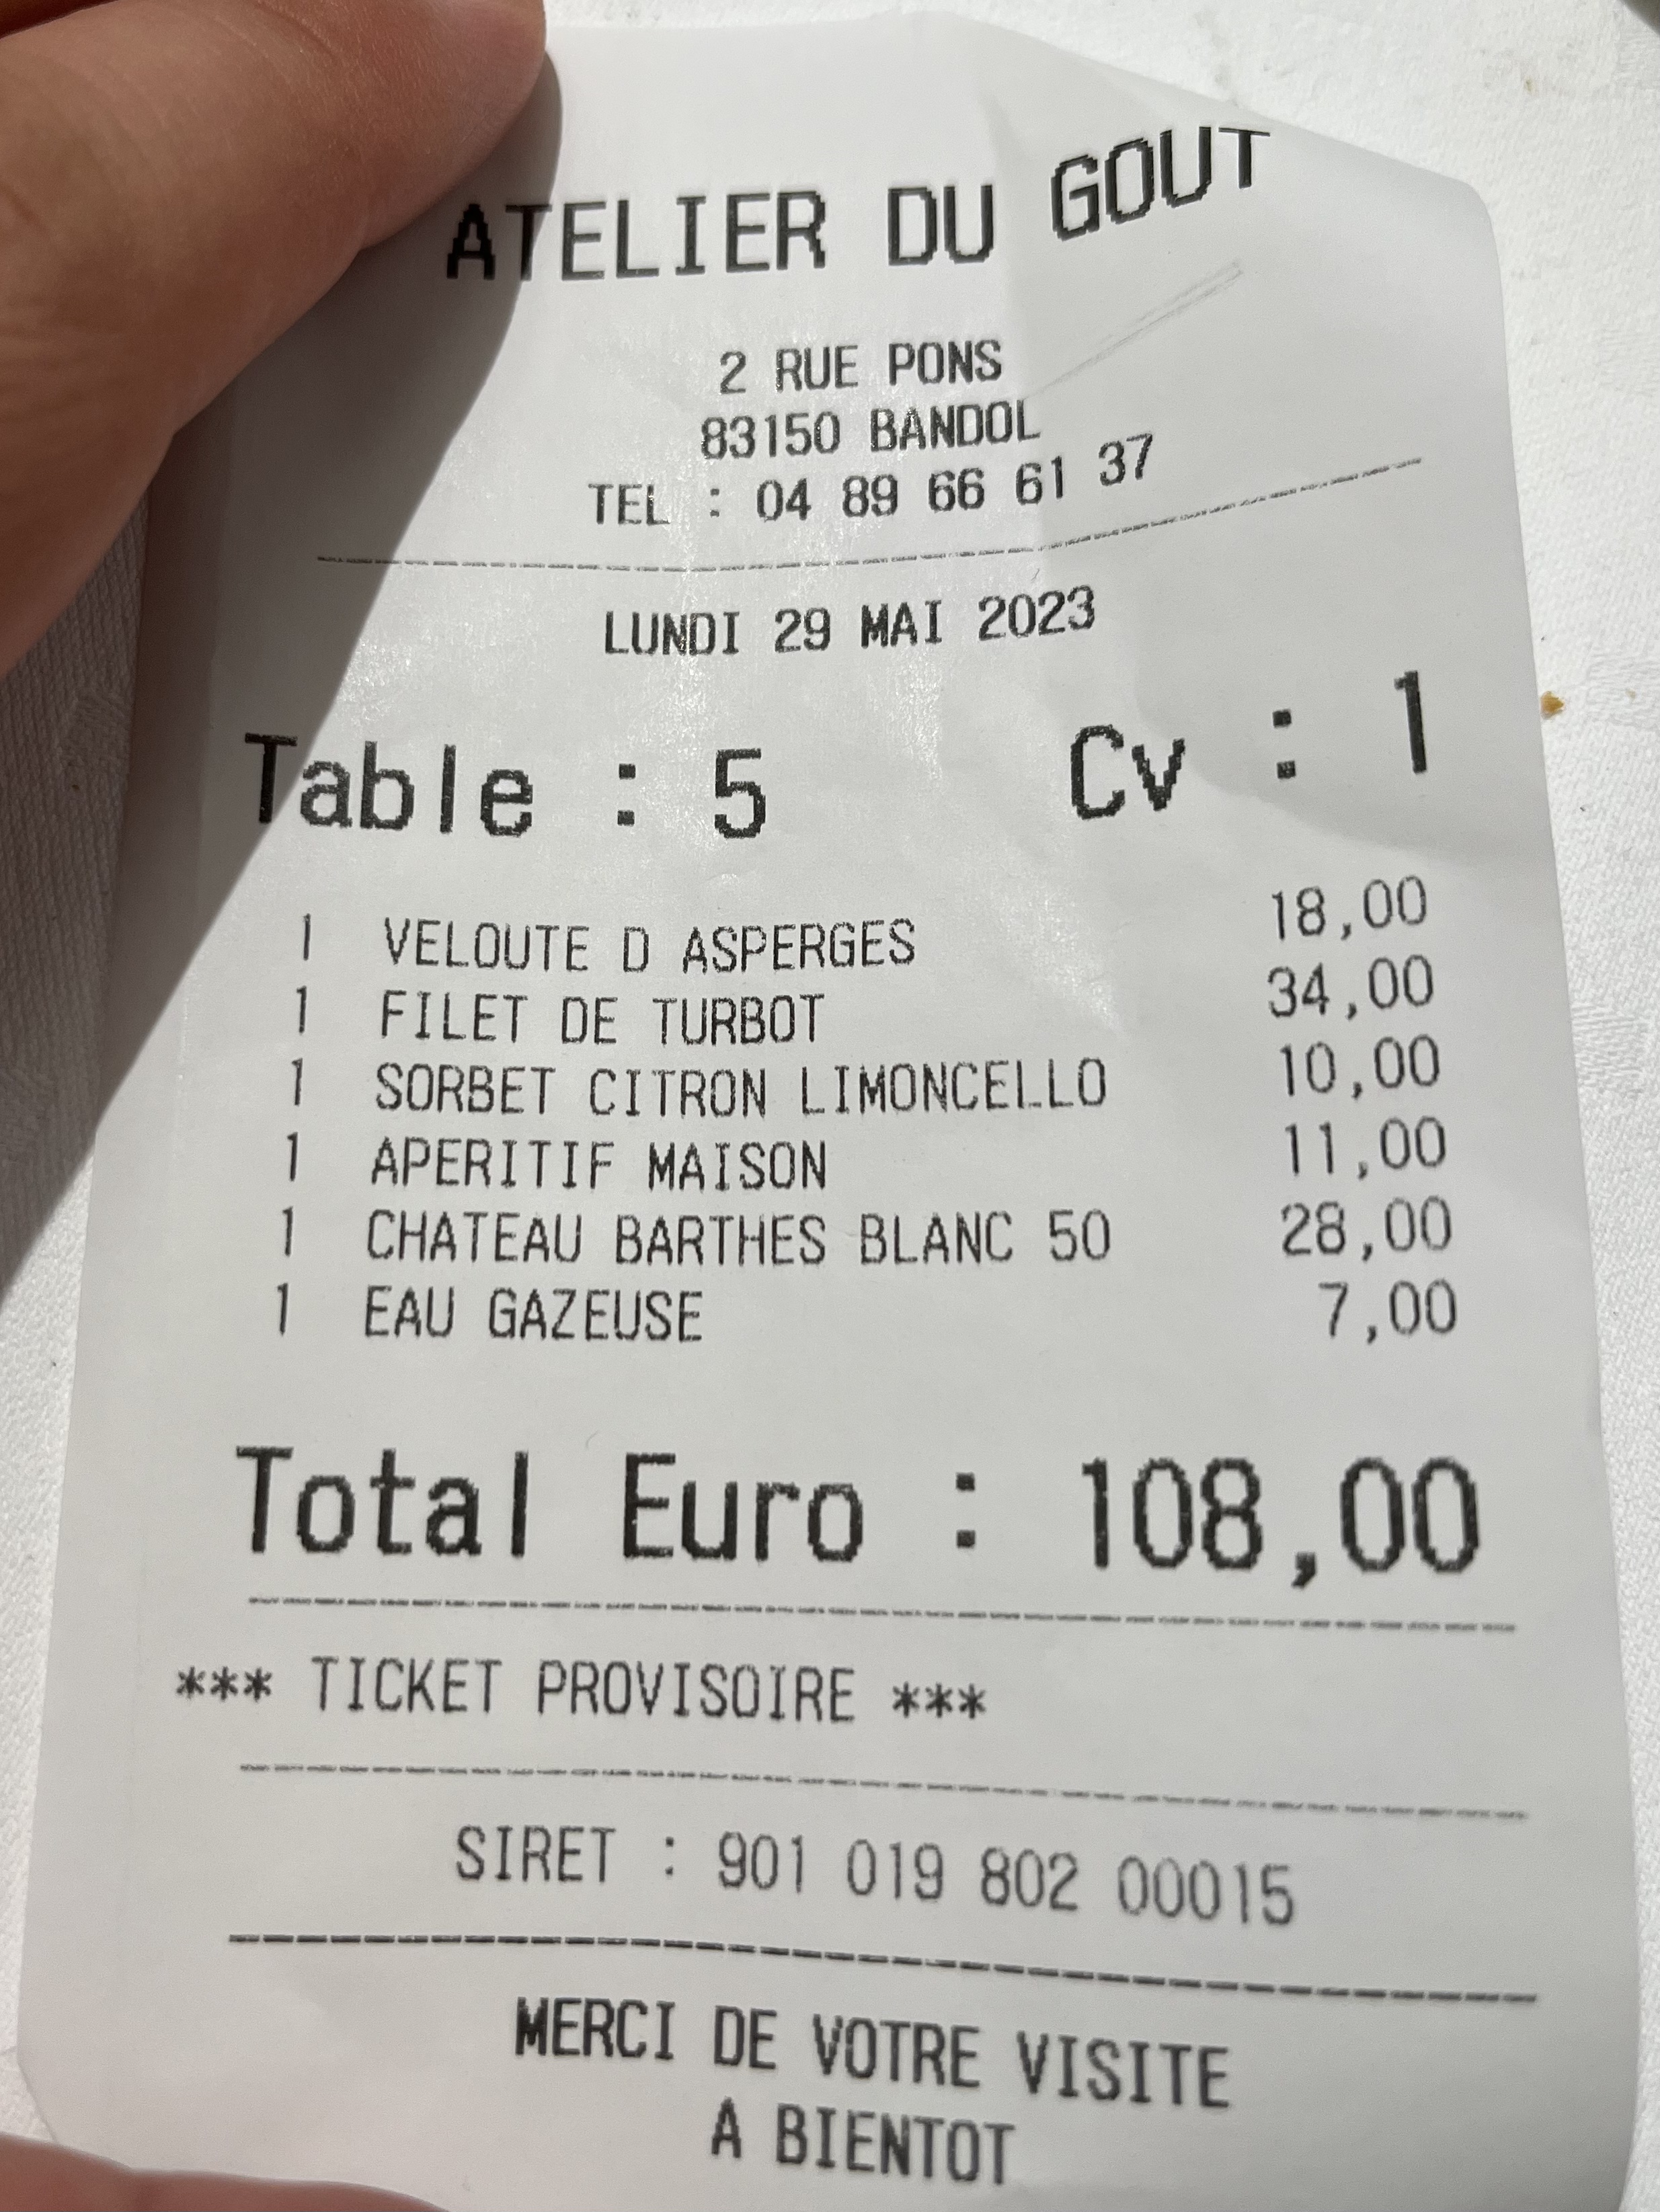 ATELIER DU GOUT
2 RUE PONS
83150 BANDOL
TEL : 04 89 66 61 37
LUNDI 29 MAI 2023
Table : 5 Cv : 1
1 VELOUTE D ASPERGES 18,00
1 FILET DE TURBOT 34,00
1 SORBET CITRON LIMONCELLO 10,00
1 APERITIF MAISON 11,00
1 CHATEAU BARTHES BLANC 50 28,00
1 EAU GAZEUSE 7,00
Total Euro : 108,00
*** TICKET PROVISOIRE ***
SIRET : 901 019 802 00015
MERCI DE VOTRE VISITE
A BIENTOT